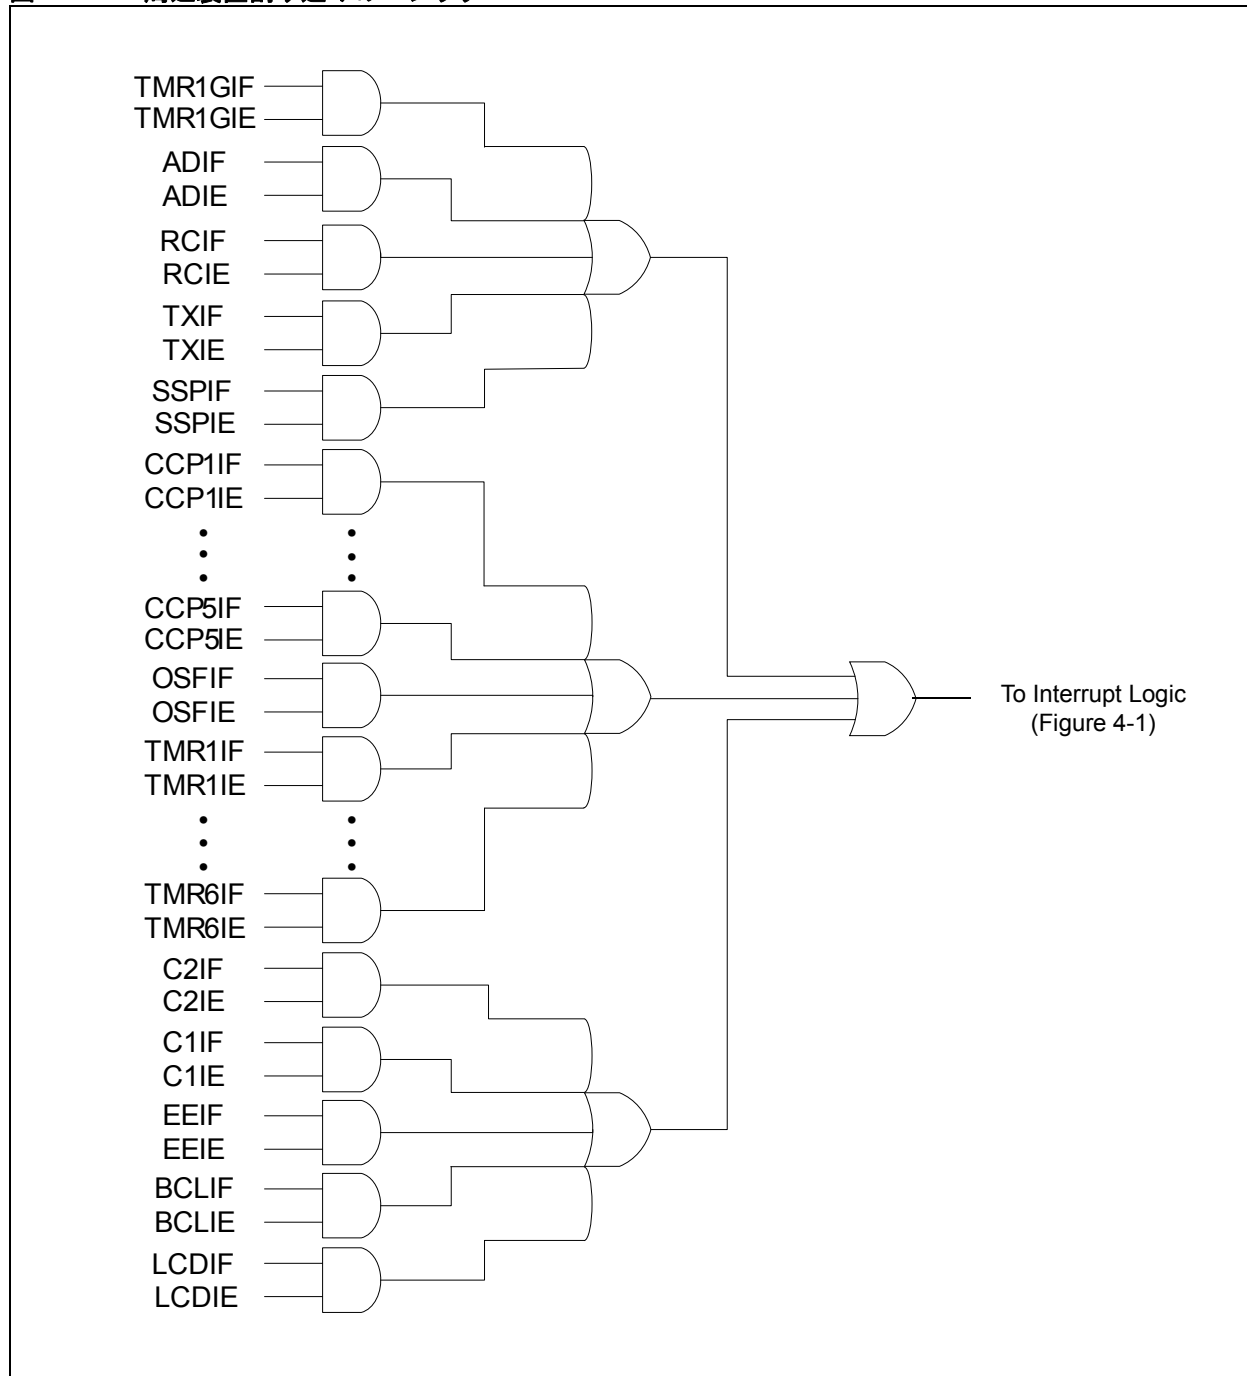 TMR1GIF
TMR1GIE
ADIF
ADIE
RCIF
RCIE
TXIF
TXIE
SSPIF
SSPIE
CCP1IF
CCP1IE
CCP5IF
CCP5IE
OSFIF
OSFIE
TMR1IF
TMR1IE
TMR6IF
TMR6IE
C2IF
C2IE
C1IF
C1IE
EEIF
EEIE
BCLIF
BCLIE
LCDIF
LCDIE
To Interrupt Logic
(Figure 4-1)